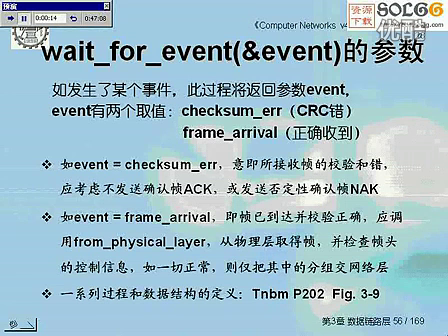 预演
0:00:14
0:47:08
《Computer Networks v4
资源下载
SOL66
优酷
wait_for_event(&event)的参数
如发生了某个事件，此过程将返回参数event，
event有两个取值：checksum_err（CRC错）
frame_arrival（正确收到）
❖ 如event = checksum_err，意即所接收帧的校验和错，
应考虑不发送确认帧ACK，或发送否定性确认帧NAK
❖ 如event = frame_arrival，即帧已到达并校验正确，应调
用from_physical_layer，从物理层取得帧，并检查帧头
的控制信息，如一切正常，则仅把其中的分组交网络层
❖ 一系列过程和数据结构的定义：Tnbm P202 Fig. 3-9
第3章 数据链路层 56 / 169